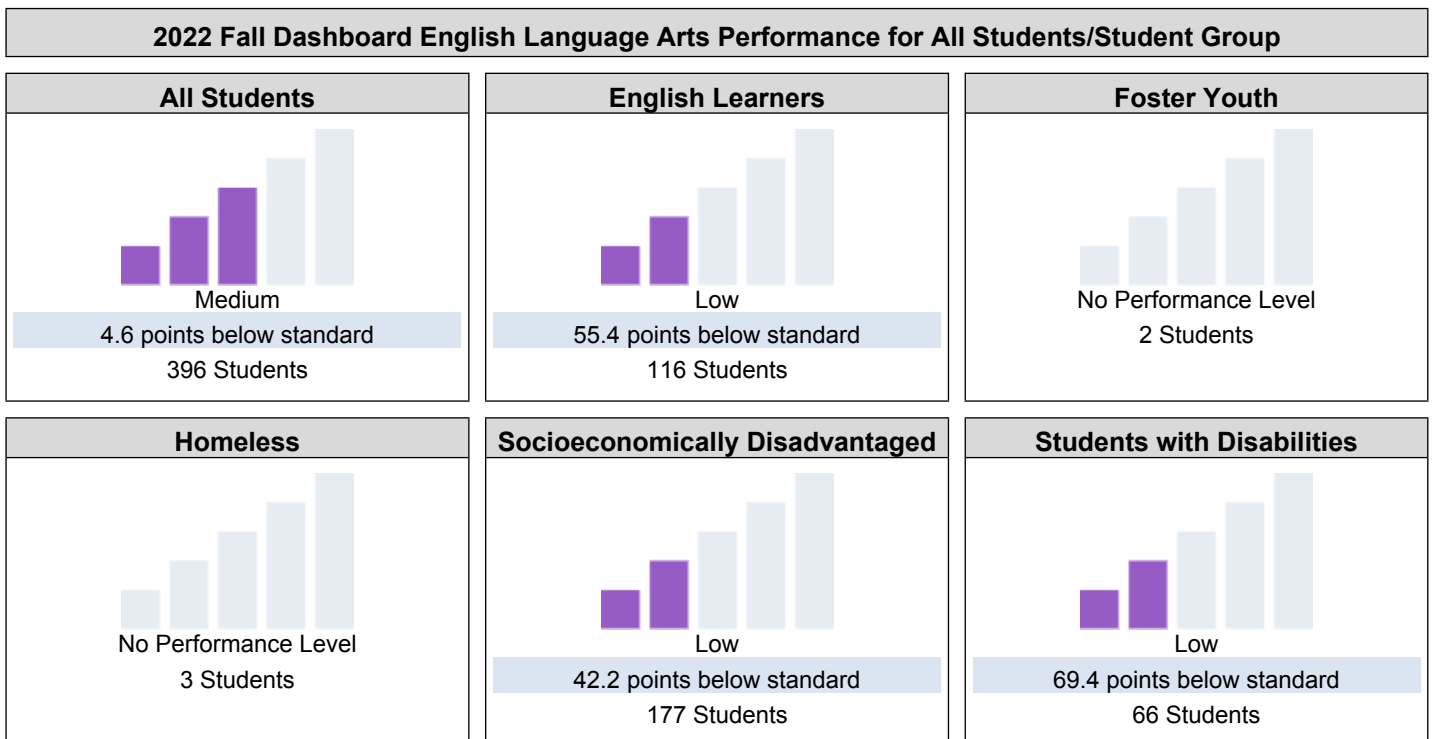 2022 Fall Dashboard English Language Arts Performance for All Students/Student Group
All Students
Medium
4.6 points below standard
396 Students
English Learners
Low
55.4 points below standard
116 Students
Foster Youth
No Performance Level
2 Students
Homeless
No Performance Level
3 Students
Socioeconomically Disadvantaged
Low
42.2 points below standard
177 Students
Students with Disabilities
Low
69.4 points below standard
66 Students